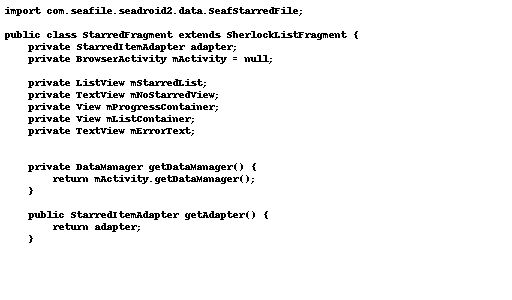 import com.seafile.seadroid2.data.SeafStarredFile;
public class StarredFragment extends SherlockListFragment {
private StarredItemAdapter adapter;
private BrowserActivity mActivity = null;
private ListView mStarredList;
private TextView mNoStarredView;
private View mProgressContainer;
private View mListContainer;
private TextView mErrorText;
private DataManager getDataManager() {
return mActivity.getDataManager();
}
public StarredItemAdapter getAdapter() {
return adapter;
}